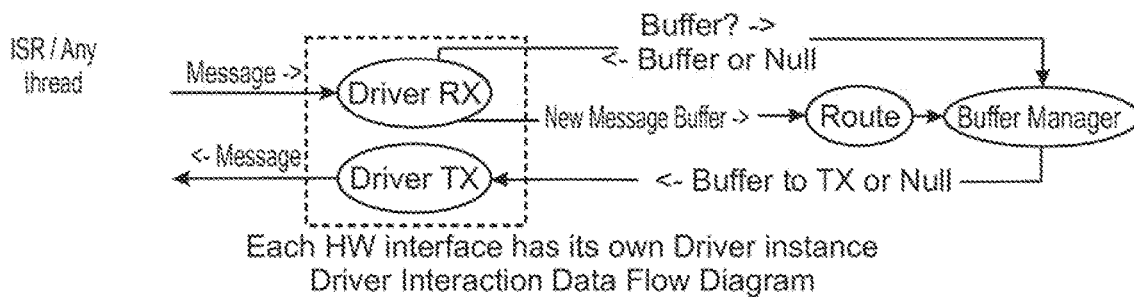 Buffer? ->
<- Buffer or Null
ISR / Any
thread
Message ->
Driver RX
New Message Buffer ->
Route
Buffer Manager
<- Message
Driver TX
<- Buffer to TX or Null
Each HW interface has its own Driver instance
Driver Interaction Data Flow Diagram